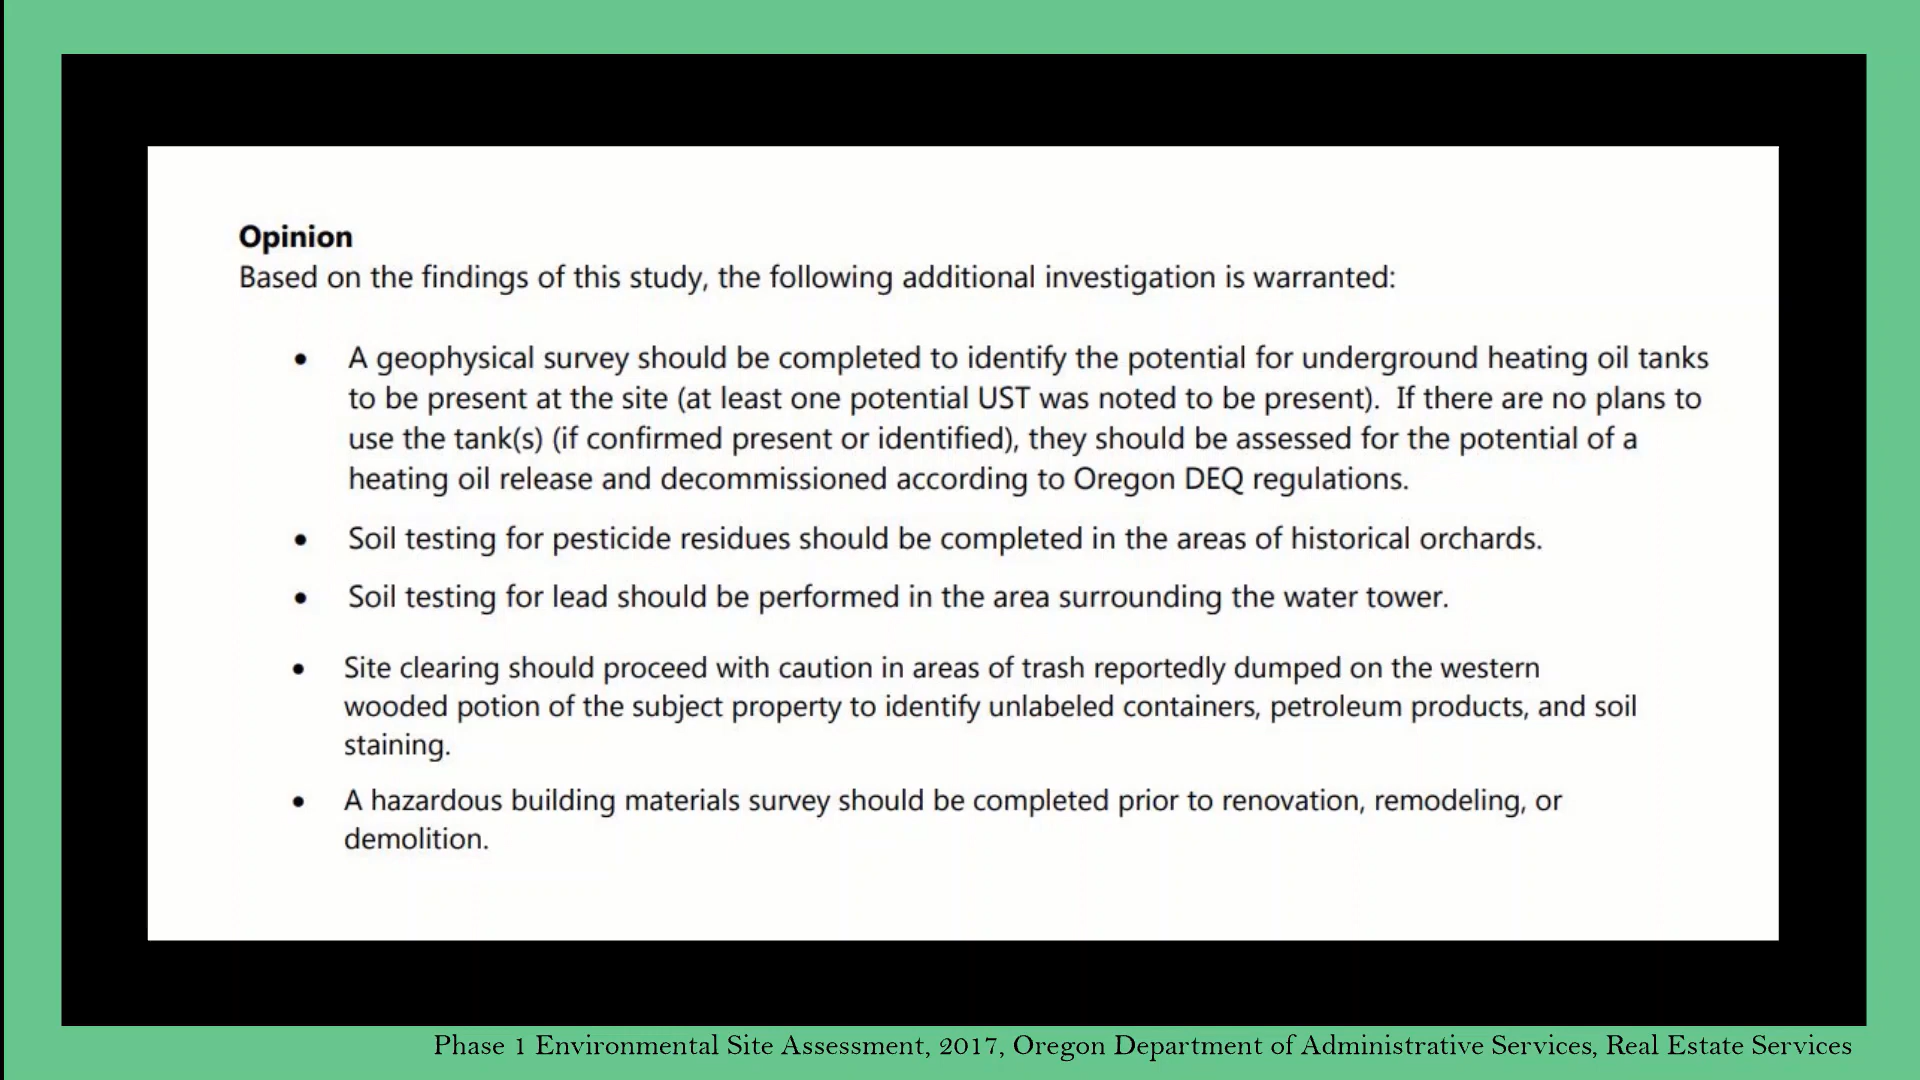 Opinion
Based on the findings of this study, the following additional investigation is warranted:
• A geophysical survey should be completed to identify the potential for underground heating oil tanks
to be present at the site (at least one potential UST was noted to be present).  If there are no plans to
use the tank(s) (if confirmed present or identified), they should be assessed for the potential of a
heating oil release and decommissioned according to Oregon DEQ regulations.
• Soil testing for pesticide residues should be completed in the areas of historical orchards.
• Soil testing for lead should be performed in the area surrounding the water tower.
• Site clearing should proceed with caution in areas of trash reportedly dumped on the western
wooded potion of the subject property to identify unlabeled containers, petroleum products, and soil
staining.
• A hazardous building materials survey should be completed prior to renovation, remodeling, or
demolition.
Phase 1 Environmental Site Assessment, 2017, Oregon Department of Administrative Services, Real Estate Services